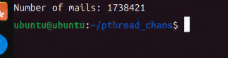 Number of mails: 1738421
ubuntu@ubuntu:~/pthread_chaos$